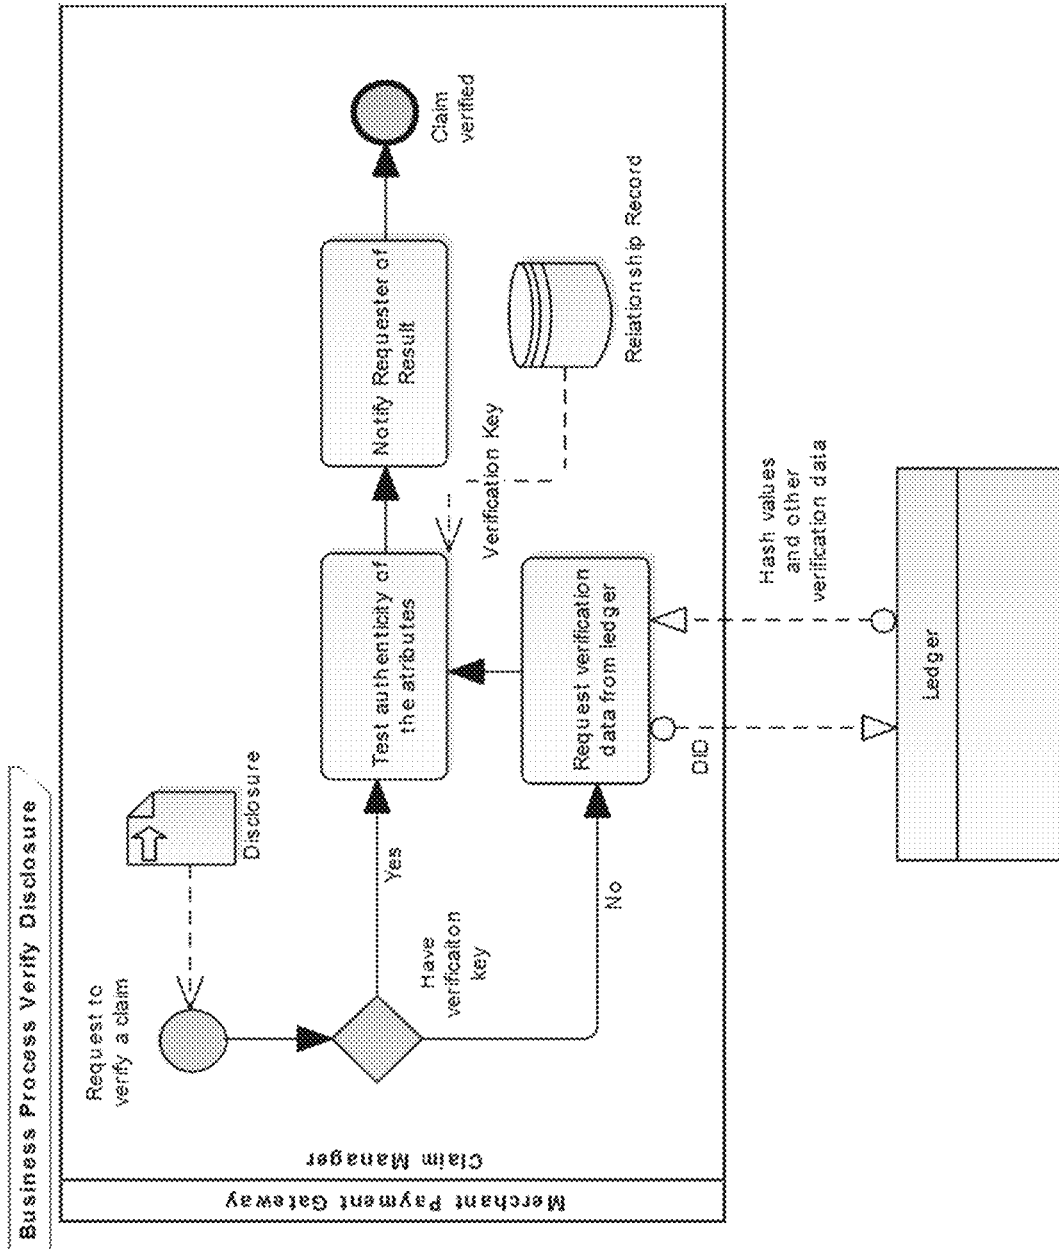 Business Process Verify Disclosure
Merchant Payment Gateway
Claim Manager
Request to
verify a claim
Disclosure
Have
verificaiton
key
Yes
No
Test authenticity of
the atributes
Request verification
data from ledger
Notify Requester of
Result
Claim
verified
Verification Key
Relationship Record
DID
Hash values
and other
verification data
Ledger